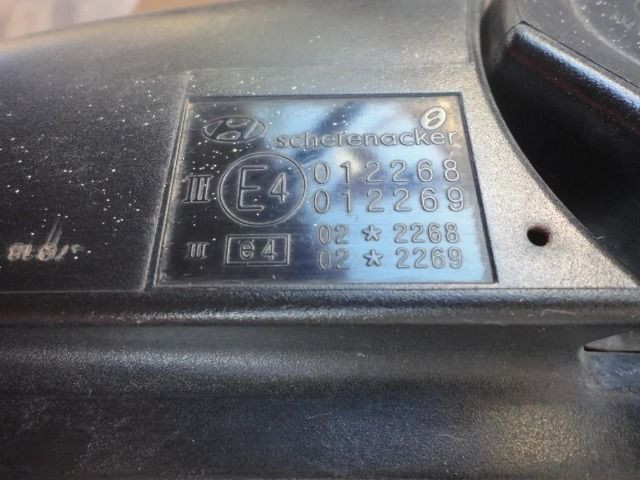 schefenacker
III E4 012268
012269
III e4 02*2268
02*2269